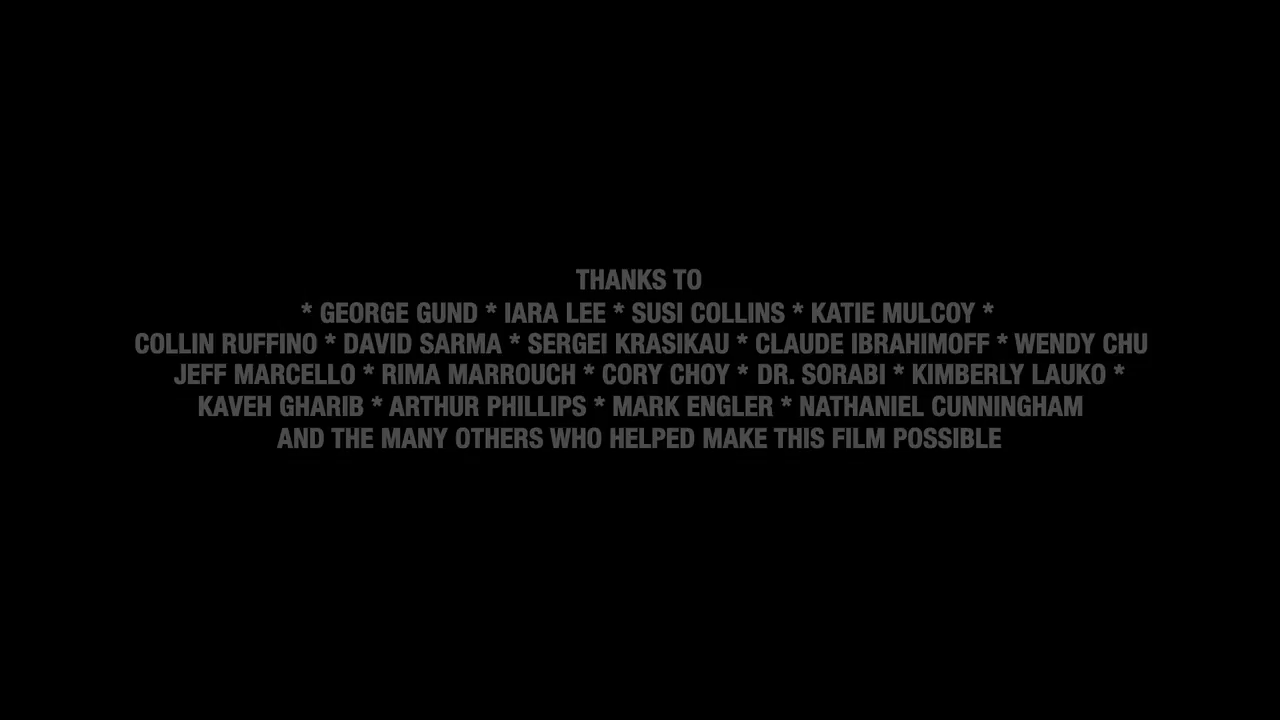 THANKS TO
* GEORGE GUND * IARA LEE * SUSI COLLINS * KATIE MULCOY *
COLLIN RUFFINO * DAVID SARMA * SERGEI KRASIKAU * CLAUDE IBRAHIMOFF * WENDY CHU
JEFF MARCELLO * RIMA MARROUCH * CORY CHOY * DR. SORABI * KIMBERLY LAUKO *
KAVEH GHARIB * ARTHUR PHILLIPS * MARK ENGLER * NATHANIEL CUNNINGHAM
AND THE MANY OTHERS WHO HELPED MAKE THIS FILM POSSIBLE